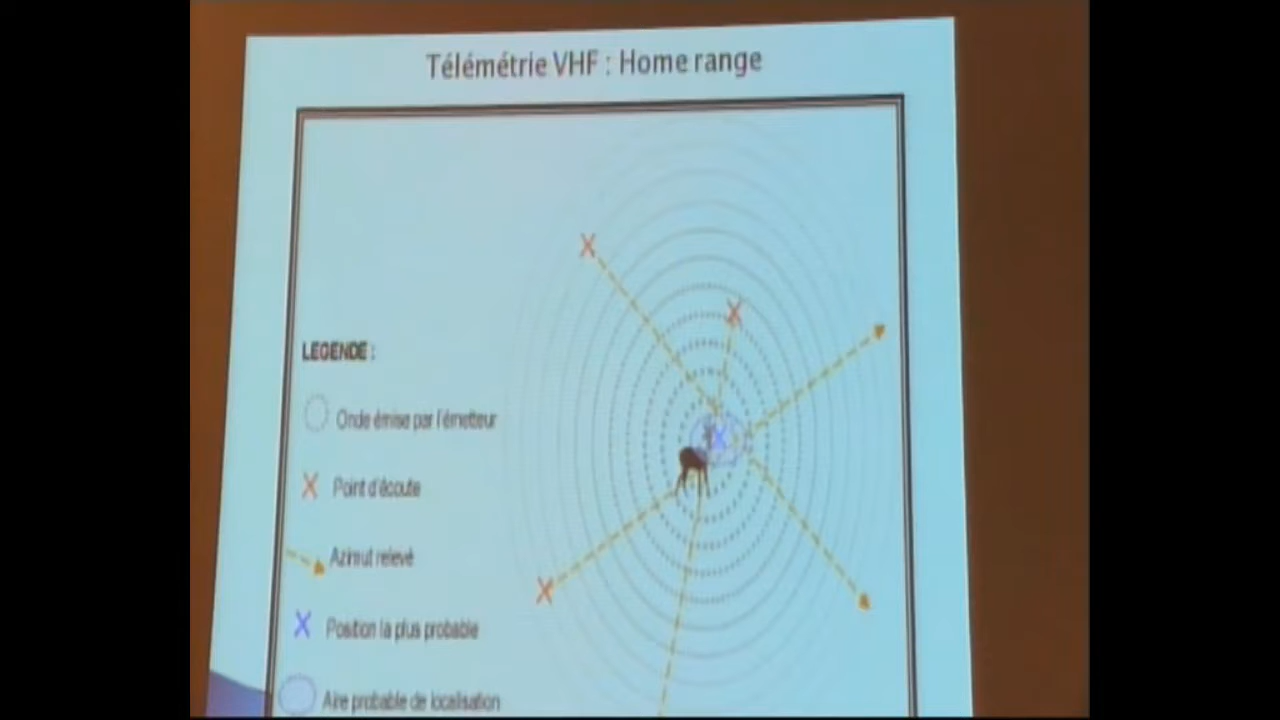 Télémétrie VHF : Home range
LEGENDE :
Onde émise par l'émetteur
Point d'écoute
Azimut relevé
Position la plus probable
Aire probable de localisation